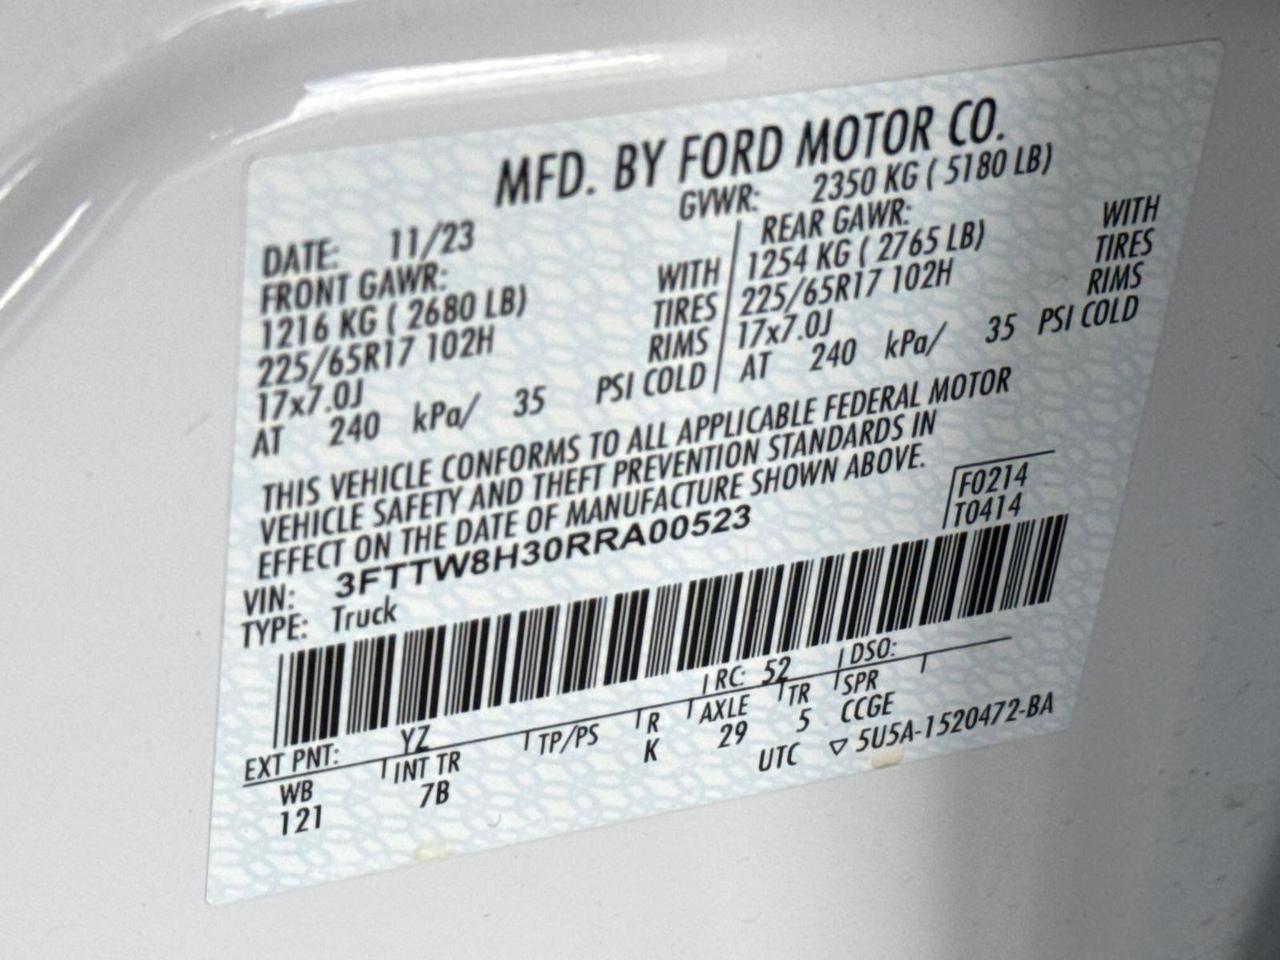 MFD. BY FORD MOTOR CO.
GVWR: 2350 KG ( 5180 LB)
DATE: 11/23
FRONT GAWR:
1216 KG ( 2680 LB) WITH
225/65R17 102H TIRES
17x7.0J RIMS
AT 240 kPa/ 35 PSI COLD
REAR GAWR:
1254 KG ( 2765 LB) WITH
225/65R17 102H TIRES
17x7.0J RIMS
AT 240 kPa/ 35 PSI COLD
THIS VEHICLE CONFORMS TO ALL APPLICABLE FEDERAL MOTOR
VEHICLE SAFETY AND THEFT PREVENTION STANDARDS IN
EFFECT ON THE DATE OF MANUFACTURE SHOWN ABOVE.
F0214
T0414
VIN: 3FTTW8H30RRA00523
TYPE: Truck
EXT PNT: YZ RC: 52 DSO:
WB INT TR TP/PS R AXLE TR SPR
121 7B K 29 5 CCGE
UTC ▽ 5U5A-1520472-BA